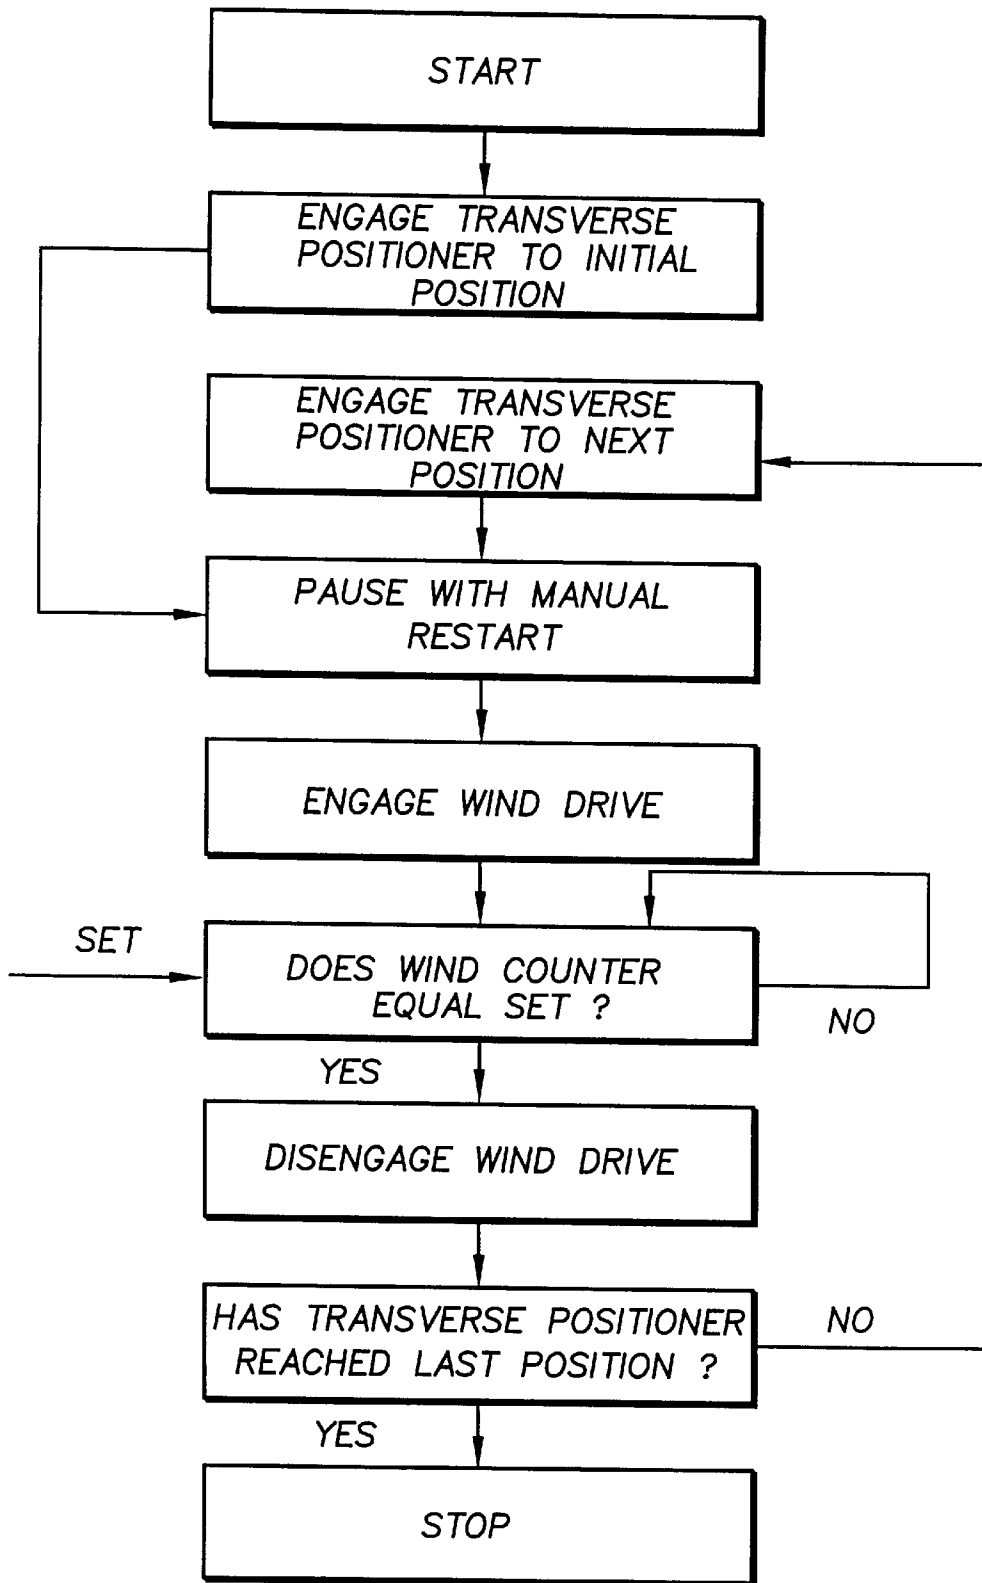 START
ENGAGE TRANSVERSE
POSITIONER TO INITIAL
POSITION
ENGAGE TRANSVERSE
POSITIONER TO NEXT
POSITION
PAUSE WITH MANUAL
RESTART
ENGAGE WIND DRIVE
SET
DOES WIND COUNTER
EQUAL SET ?
NO
YES
DISENGAGE WIND DRIVE
HAS TRANSVERSE POSITIONER
REACHED LAST POSITION ?
NO
YES
STOP